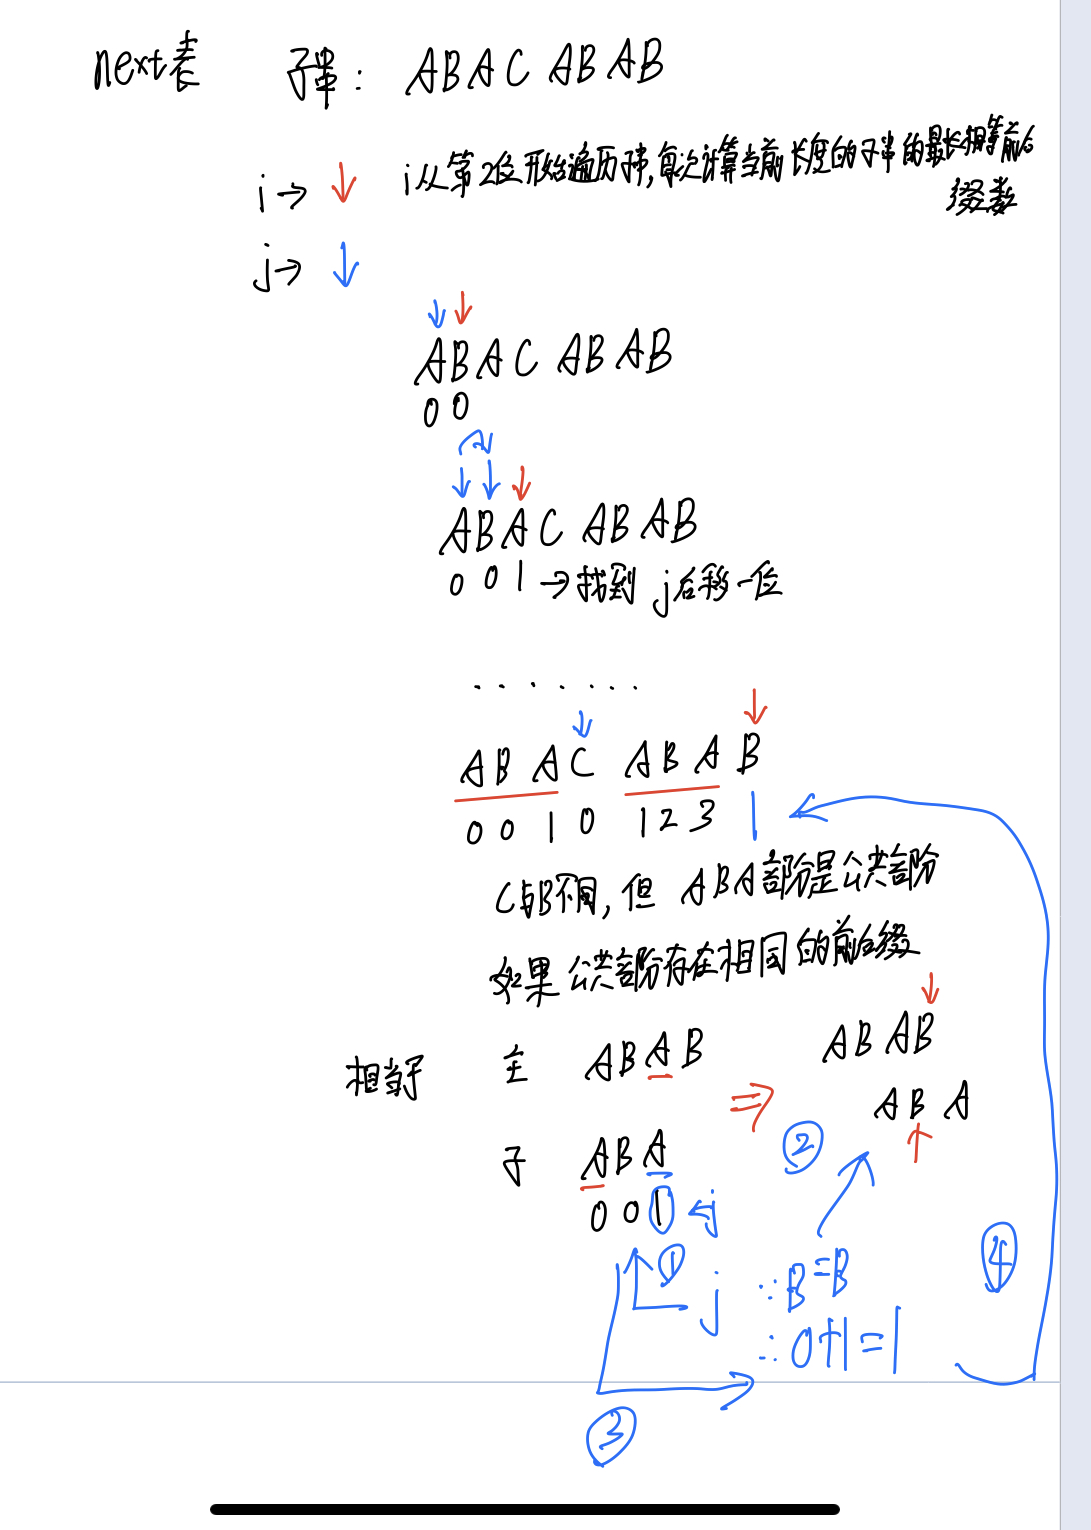 next表 子串: ABAC ABAB
i→↓ i从第2位开始遍历子串,每次计算当前长度的子串的最长相等前后
缀数
j→↓
ABAC ABAB
0 0
ABAC ABAB
0 0 1 →找到 j后移一位
.......
ABAC ABAB
0 0 1 0 1 2 3 1
C与B不同,但 ABA部分是公共部分
如果公共部分存在相同的前后缀
相当于 主 ABAB ⇒ ABAB
ABA
②
子 ABA
0 0 1 ←j
① j ∵B=B
④
∴0+1=1
③